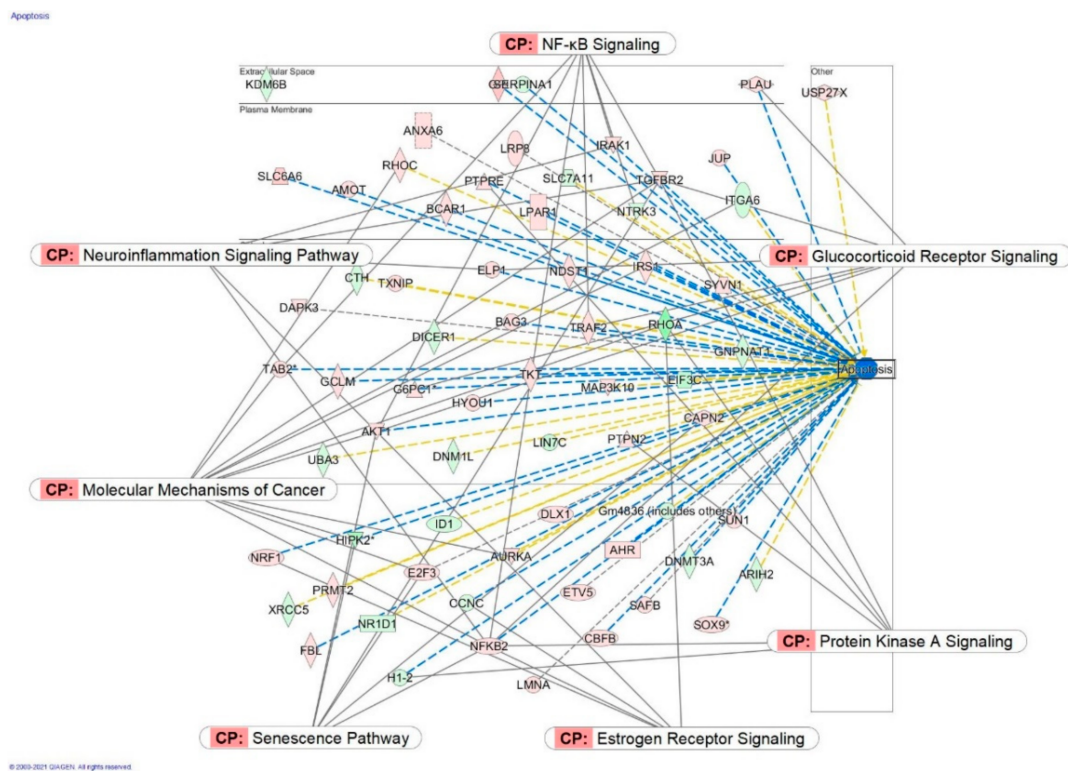 Apoptosis
CP: NF-κB Signaling
Extracellular Space
Other
KDM6B
SERPINA1
PLAU
USP27X
Plasma Membrane
ANXA6
LRP8
IRAK1
RHOC
JUP
SLC6A6
AMOT
PTPRE
SLC7A11
TGFBR2
ITGA6
BCAR1
LPAR1
NTRK3
CP: Neuroinflammation Signaling Pathway
CP: Glucocorticoid Receptor Signaling
CTH
TXNIP
ELP1
NDST1
IRS1
SYVN1
DAPK3
BAG3
TRAF2
RHOA
DICER1
GNPNAT1
TAB2*
GCLM
G6PC1*
TKT
MAP3K10
EIF3C
Apoptosis
HYOU1
CAPN2
AKT1
LIN7C
PTPN2
UBA3
DNM1L
CP: Molecular Mechanisms of Cancer
ID1
DLX1
Gm4836 (includes others)
SUN1
HIPK2*
NRF1
E2F3
AURKA
AHR
DNMT3A
ARIH2
PRMT2
XRCC5
CCNC
ETV5
SAFB
NR1D1
SOX9*
FBL
NFKB2
CBFB
CP: Protein Kinase A Signaling
H1-2
LMNA
CP: Senescence Pathway
CP: Estrogen Receptor Signaling
© 2000-2021 QIAGEN. All rights reserved.